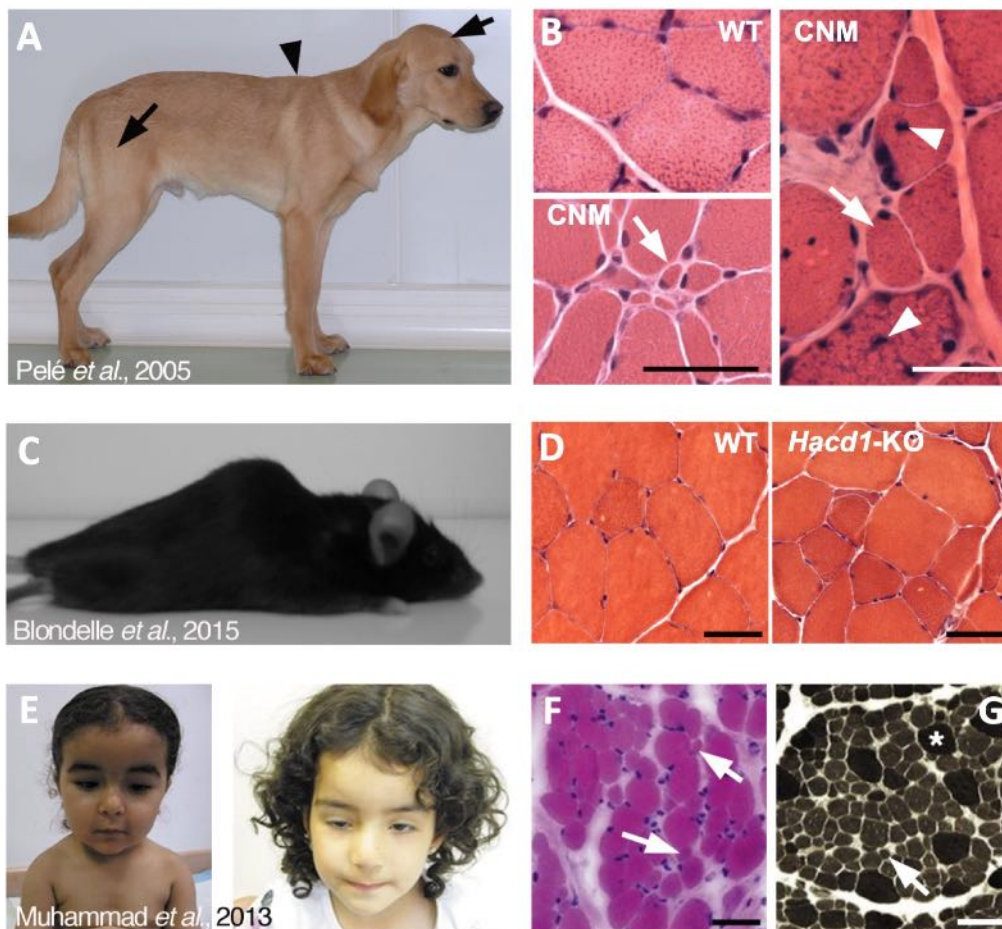 A
Pelé et al., 2005
B
WT
CNM
CNM
C
Blondelle et al., 2015
D
WT
Hacd1-KO
E
Muhammad et al., 2013
F
G
*